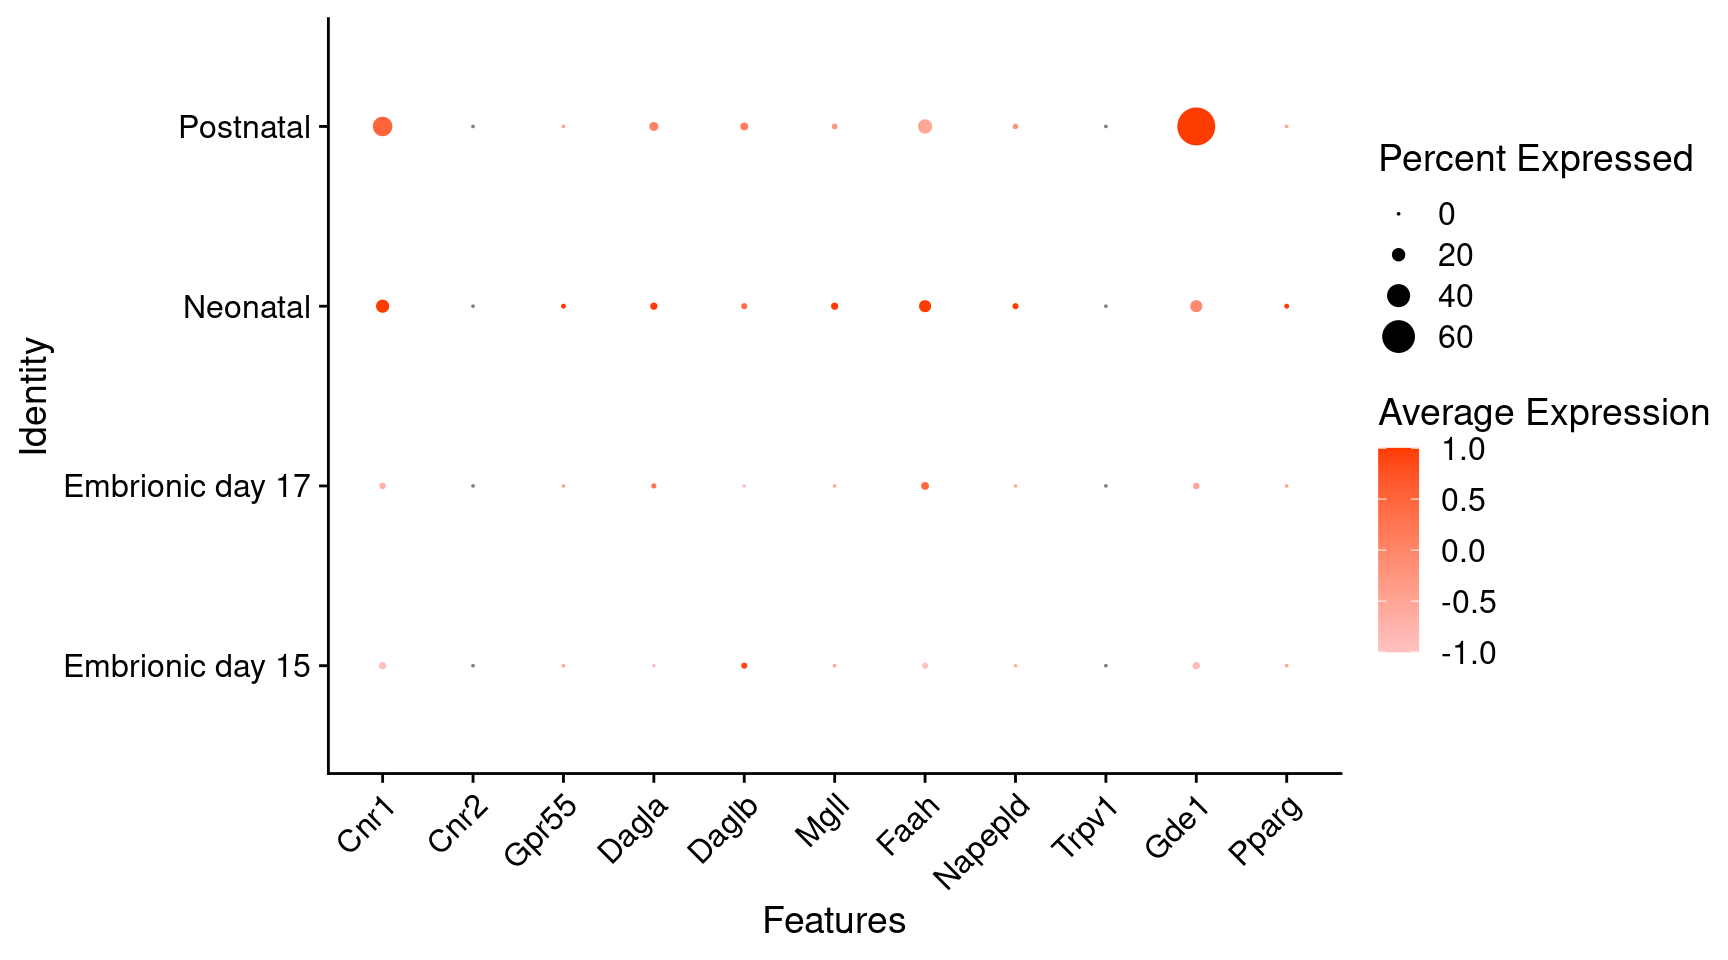 Postnatal
Neonatal
Embrionic day 17
Embrionic day 15
Identity
Cnr1
Cnr2
Gpr55
Dagla
Daglb
Mgll
Faah
Napepld
Trpv1
Gde1
Pparg
Features
Percent Expressed
0
20
40
60
Average Expression
1.0
0.5
0.0
-0.5
-1.0